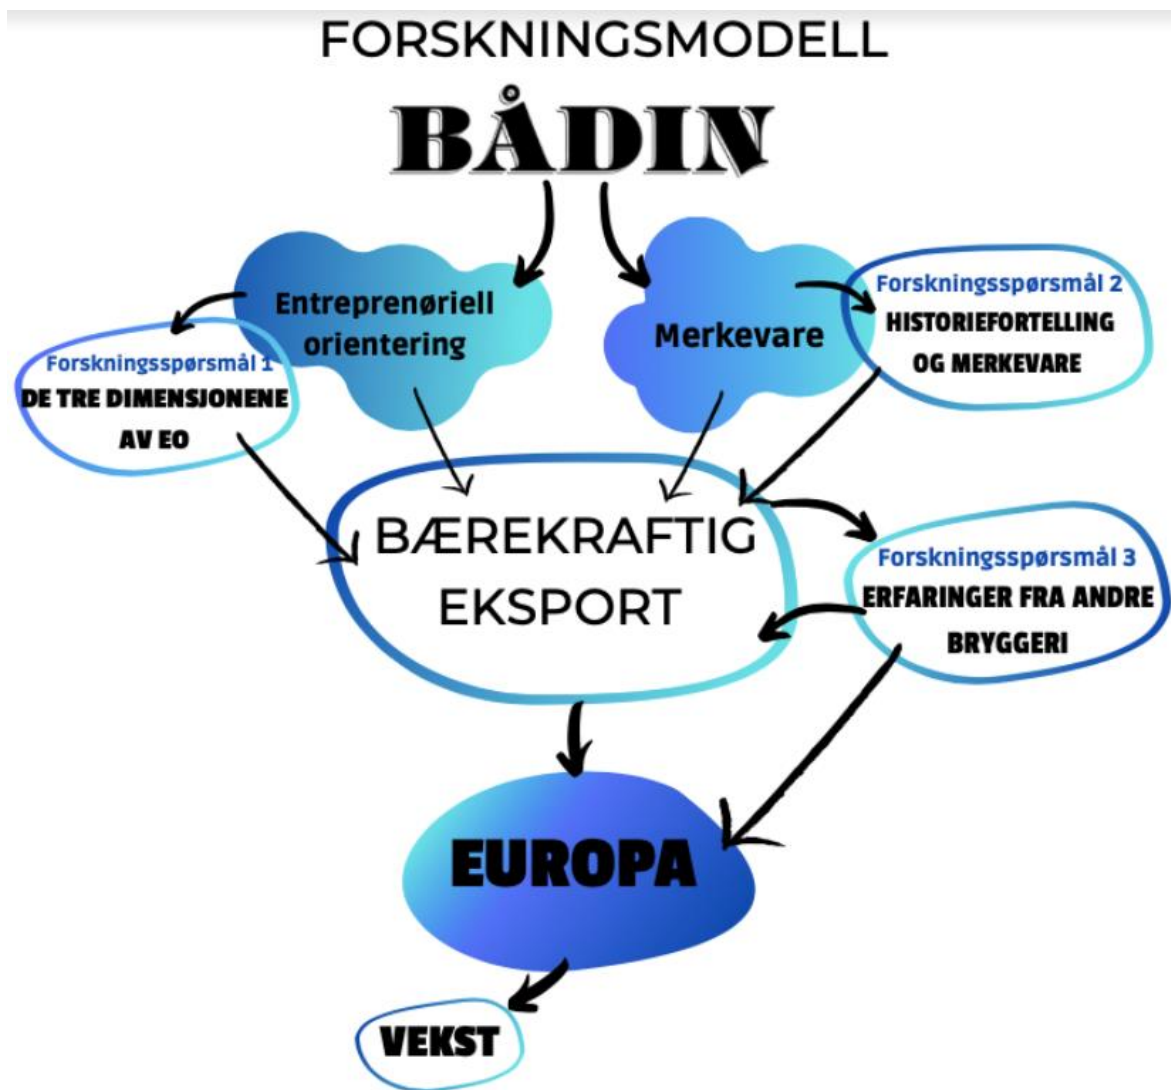 FORSKNINGSMODELL
BÅDIN
Entreprenøriell
orientering
Merkevare
Forskningsspørsmål 2
HISTORIEFORTELLING
OG MERKEVARE
Forskningsspørsmål 1
DE TRE DIMENSJONENE
AV EO
BÆREKRAFTIG
EKSPORT
Forskningsspørsmål 3
ERFARINGER FRA ANDRE
BRYGGERI
EUROPA
VEKST